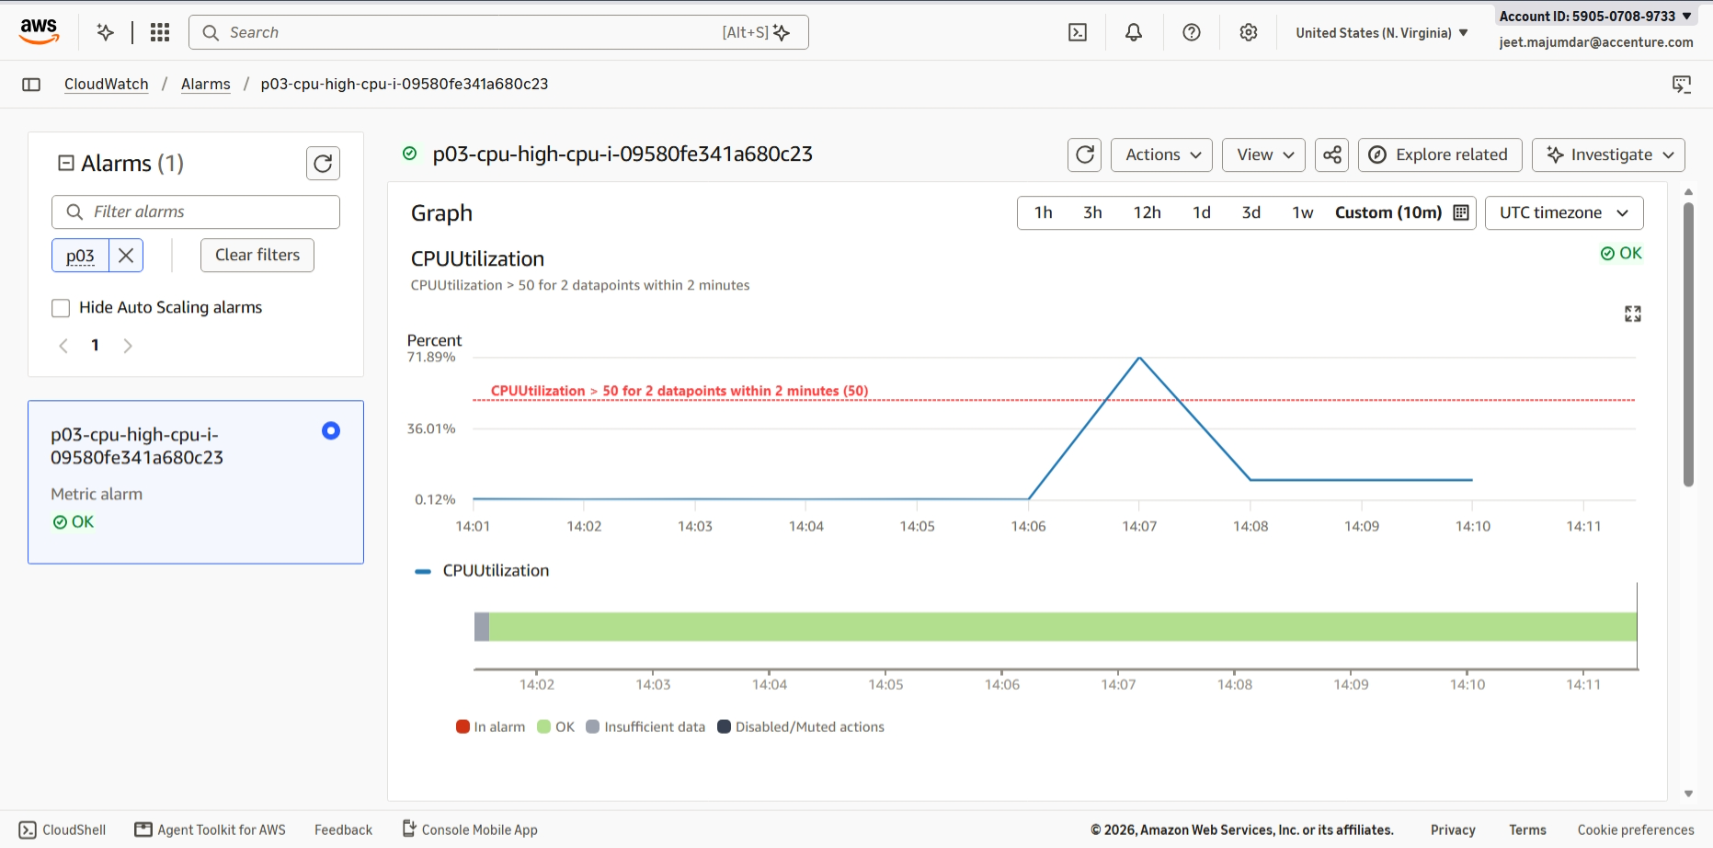 aws
Search
[Alt+S]
United States (N. Virginia)
Account ID: 5905-0708-9733
jeet.majumdar@accenture.com
CloudWatch / Alarms / p03-cpu-high-cpu-i-09580fe341a680c23
Alarms (1)
Filter alarms
p03
Clear filters
Hide Auto Scaling alarms
1
p03-cpu-high-cpu-i-
09580fe341a680c23
Metric alarm
OK
p03-cpu-high-cpu-i-09580fe341a680c23
Actions
View
Explore related
Investigate
Graph
1h 3h 12h 1d 3d 1w Custom (10m)
UTC timezone
CPUUtilization
OK
CPUUtilization > 50 for 2 datapoints within 2 minutes
Percent
71.89%
CPUUtilization > 50 for 2 datapoints within 2 minutes (50)
36.01%
0.12%
14:01 14:02 14:03 14:04 14:05 14:06 14:07 14:08 14:09 14:10 14:11
CPUUtilization
14:02 14:03 14:04 14:05 14:06 14:07 14:08 14:09 14:10 14:11
In alarm OK Insufficient data Disabled/Muted actions
CloudShell Agent Toolkit for AWS Feedback Console Mobile App
© 2026, Amazon Web Services, Inc. or its affiliates. Privacy Terms Cookie preferences